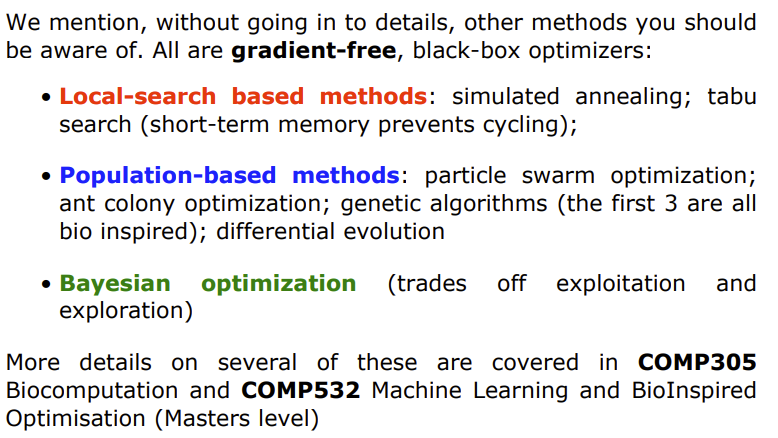 We mention, without going in to details, other methods you should
be aware of. All are gradient-free, black-box optimizers:
• Local-search based methods: simulated annealing; tabu
search (short-term memory prevents cycling);
• Population-based methods: particle swarm optimization;
ant colony optimization; genetic algorithms (the first 3 are all
bio inspired); differential evolution
• Bayesian optimization (trades off exploitation and
exploration)
More details on several of these are covered in COMP305
Biocomputation and COMP532 Machine Learning and BioInspired
Optimisation (Masters level)